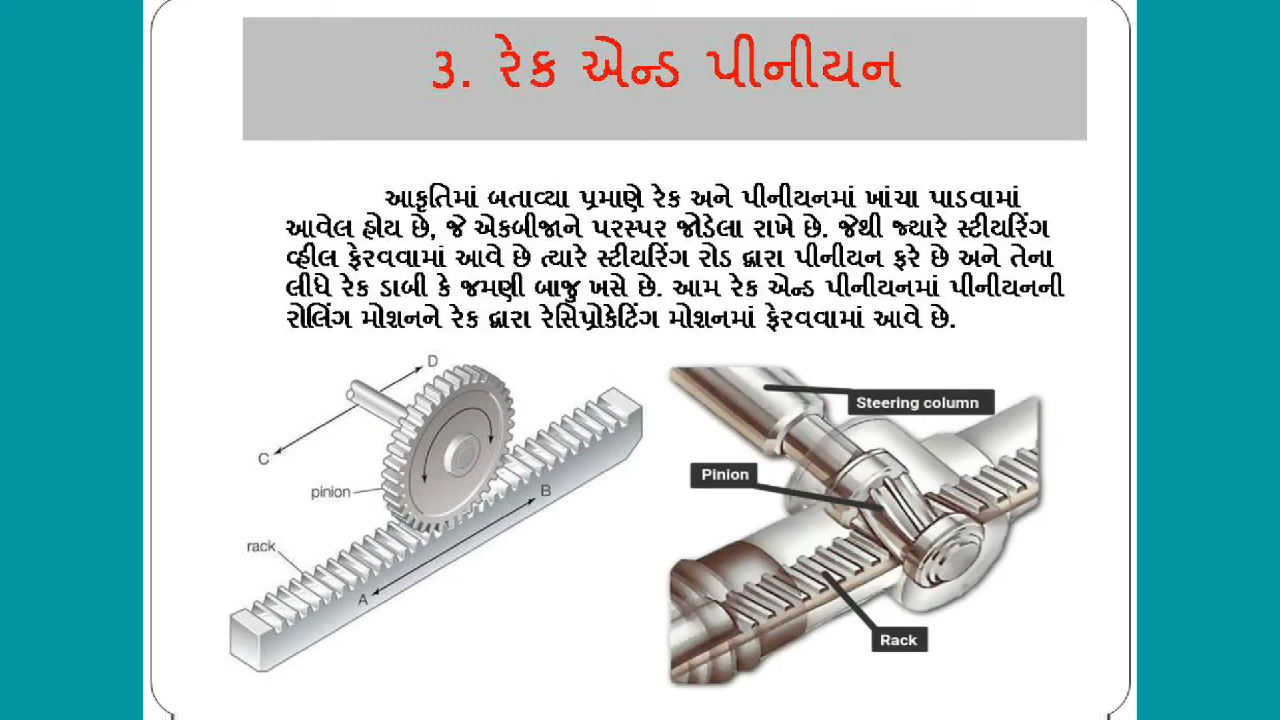 ૩. રેક એન્ડ પીનીયન
આકૃતિમાં બતાવ્યા પ્રમાણે રેક અને પીનીયનમાં ખાંચા પાડવામાં
આવેલ હોય છે, જે એકબીજાને પરસ્પર જોડેલા રાખે છે. જેથી જ્યારે સ્ટીયરિંગ
વ્હીલ ફેરવવામાં આવે છે ત્યારે સ્ટીયરિંગ રોડ દ્વારા પીનીયન ફરે છે અને તેના
લીધે રેક ડાબી કે જમણી બાજુ ખસે છે. આમ રેક એન્ડ પીનીયનમાં પીનીયનની
રોલિંગ મોશનને રેક દ્વારા રેસિપ્રોકેટિંગ મોશનમાં ફેરવવામાં આવે છે.
D
C
pinion
B
rack
A
Steering column
Pinion
Rack